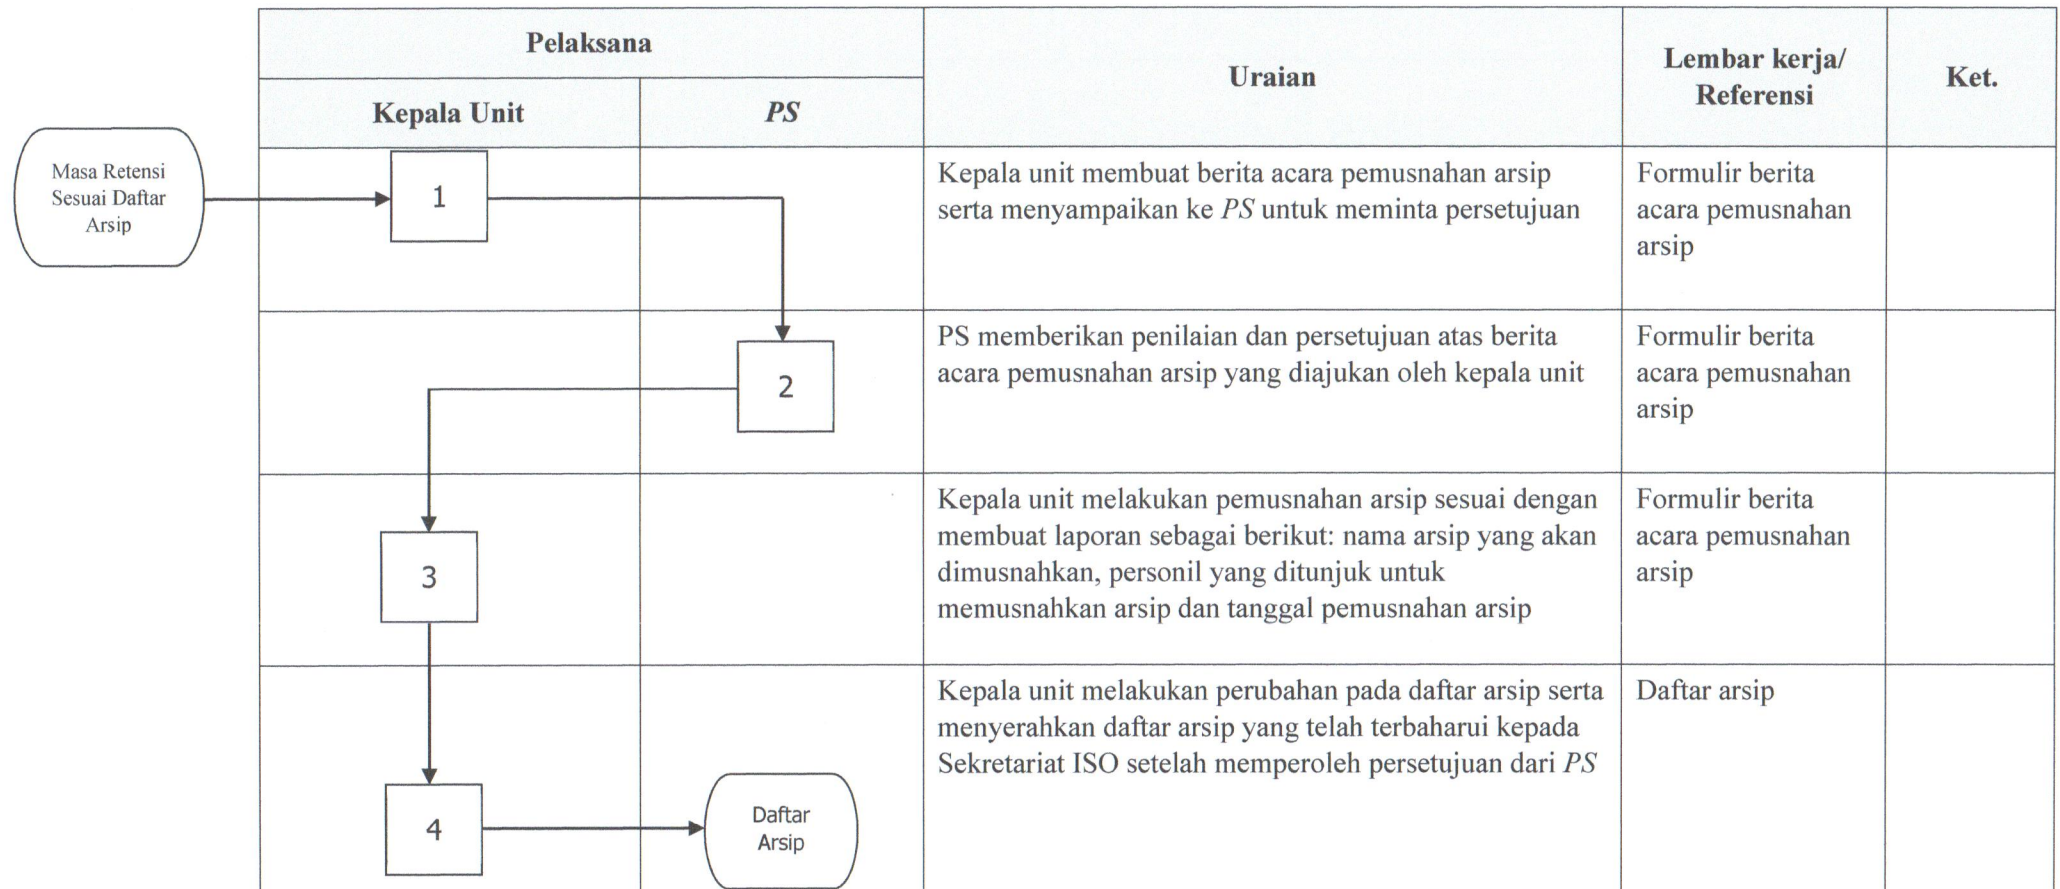 Pelaksana
Uraian
Lembar kerja/
Referensi
Ket.
Kepala Unit
PS
Masa Retensi
Sesuai Daftar
Arsip
1
Kepala unit membuat berita acara pemusnahan arsip
serta menyampaikan ke PS untuk meminta persetujuan
Formulir berita
acara pemusnahan
arsip
2
PS memberikan penilaian dan persetujuan atas berita
acara pemusnahan arsip yang diajukan oleh kepala unit
Formulir berita
acara pemusnahan
arsip
3
Kepala unit melakukan pemusnahan arsip sesuai dengan
membuat laporan sebagai berikut: nama arsip yang akan
dimusnahkan, personil yang ditunjuk untuk
memusnahkan arsip dan tanggal pemusnahan arsip
Formulir berita
acara pemusnahan
arsip
4
Daftar
Arsip
Kepala unit melakukan perubahan pada daftar arsip serta
menyerahkan daftar arsip yang telah terbaharui kepada
Sekretariat ISO setelah memperoleh persetujuan dari PS
Daftar arsip